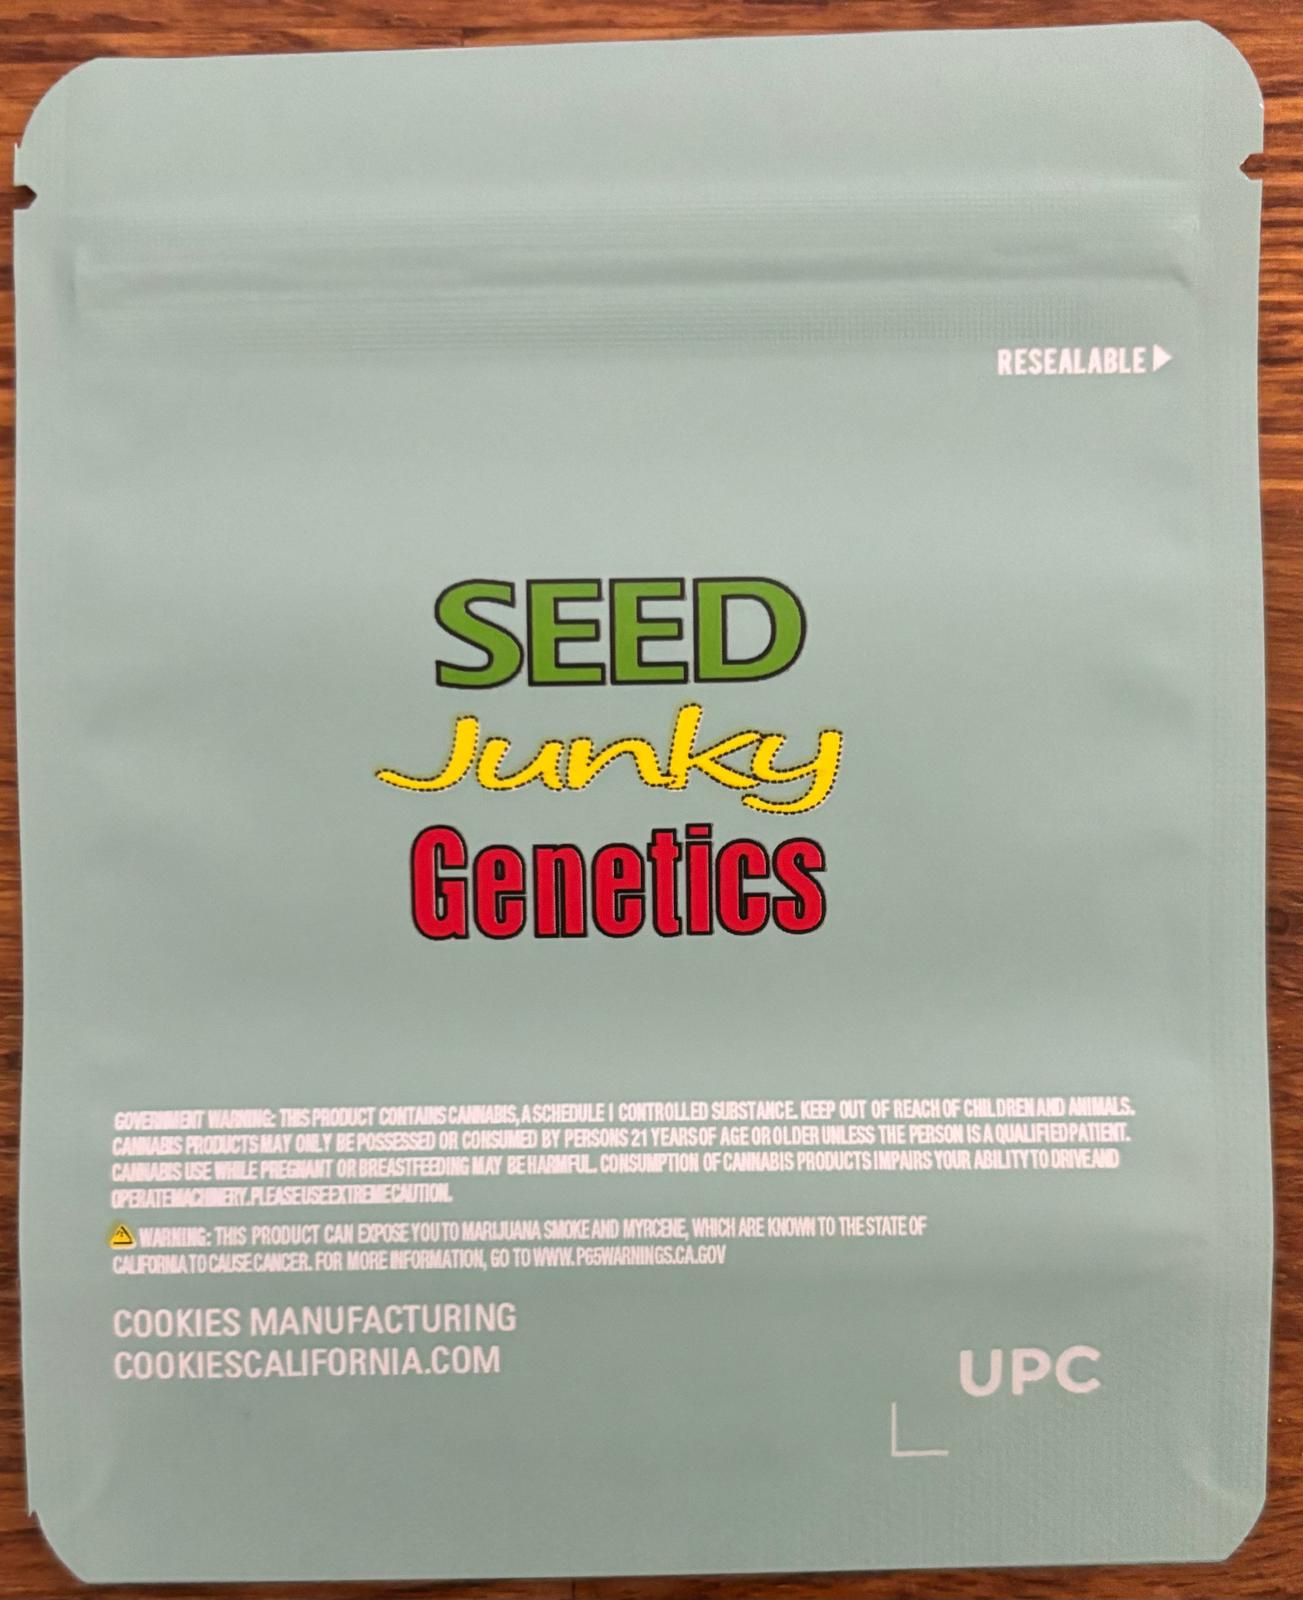 RESEALABLE
SEED
Junky
Genetics
GOVERNMENT WARNING: THIS PRODUCT CONTAINS CANNABIS, A SCHEDULE I CONTROLLED SUBSTANCE. KEEP OUT OF REACH OF CHILDREN AND ANIMALS.
CANNABIS PRODUCTS MAY ONLY BE POSSESSED OR CONSUMED BY PERSONS 21 YEARS OF AGE OR OLDER UNLESS THE PERSON IS A QUALIFIED PATIENT.
CANNABIS USE WHILE PREGNANT OR BREASTFEEDING MAY BE HARMFUL. CONSUMPTION OF CANNABIS PRODUCTS IMPAIRS YOUR ABILITY TO DRIVE AND
OPERATE MACHINERY. PLEASE USE EXTREME CAUTION.
WARNING: THIS PRODUCT CAN EXPOSE YOU TO MARIJUANA SMOKE AND MYRCENE, WHICH ARE KNOWN TO THE STATE OF
CALIFORNIA TO CAUSE CANCER. FOR MORE INFORMATION, GO TO WWW.P65WARNINGS.CA.GOV
COOKIES MANUFACTURING
COOKIESCALIFORNIA.COM
UPC